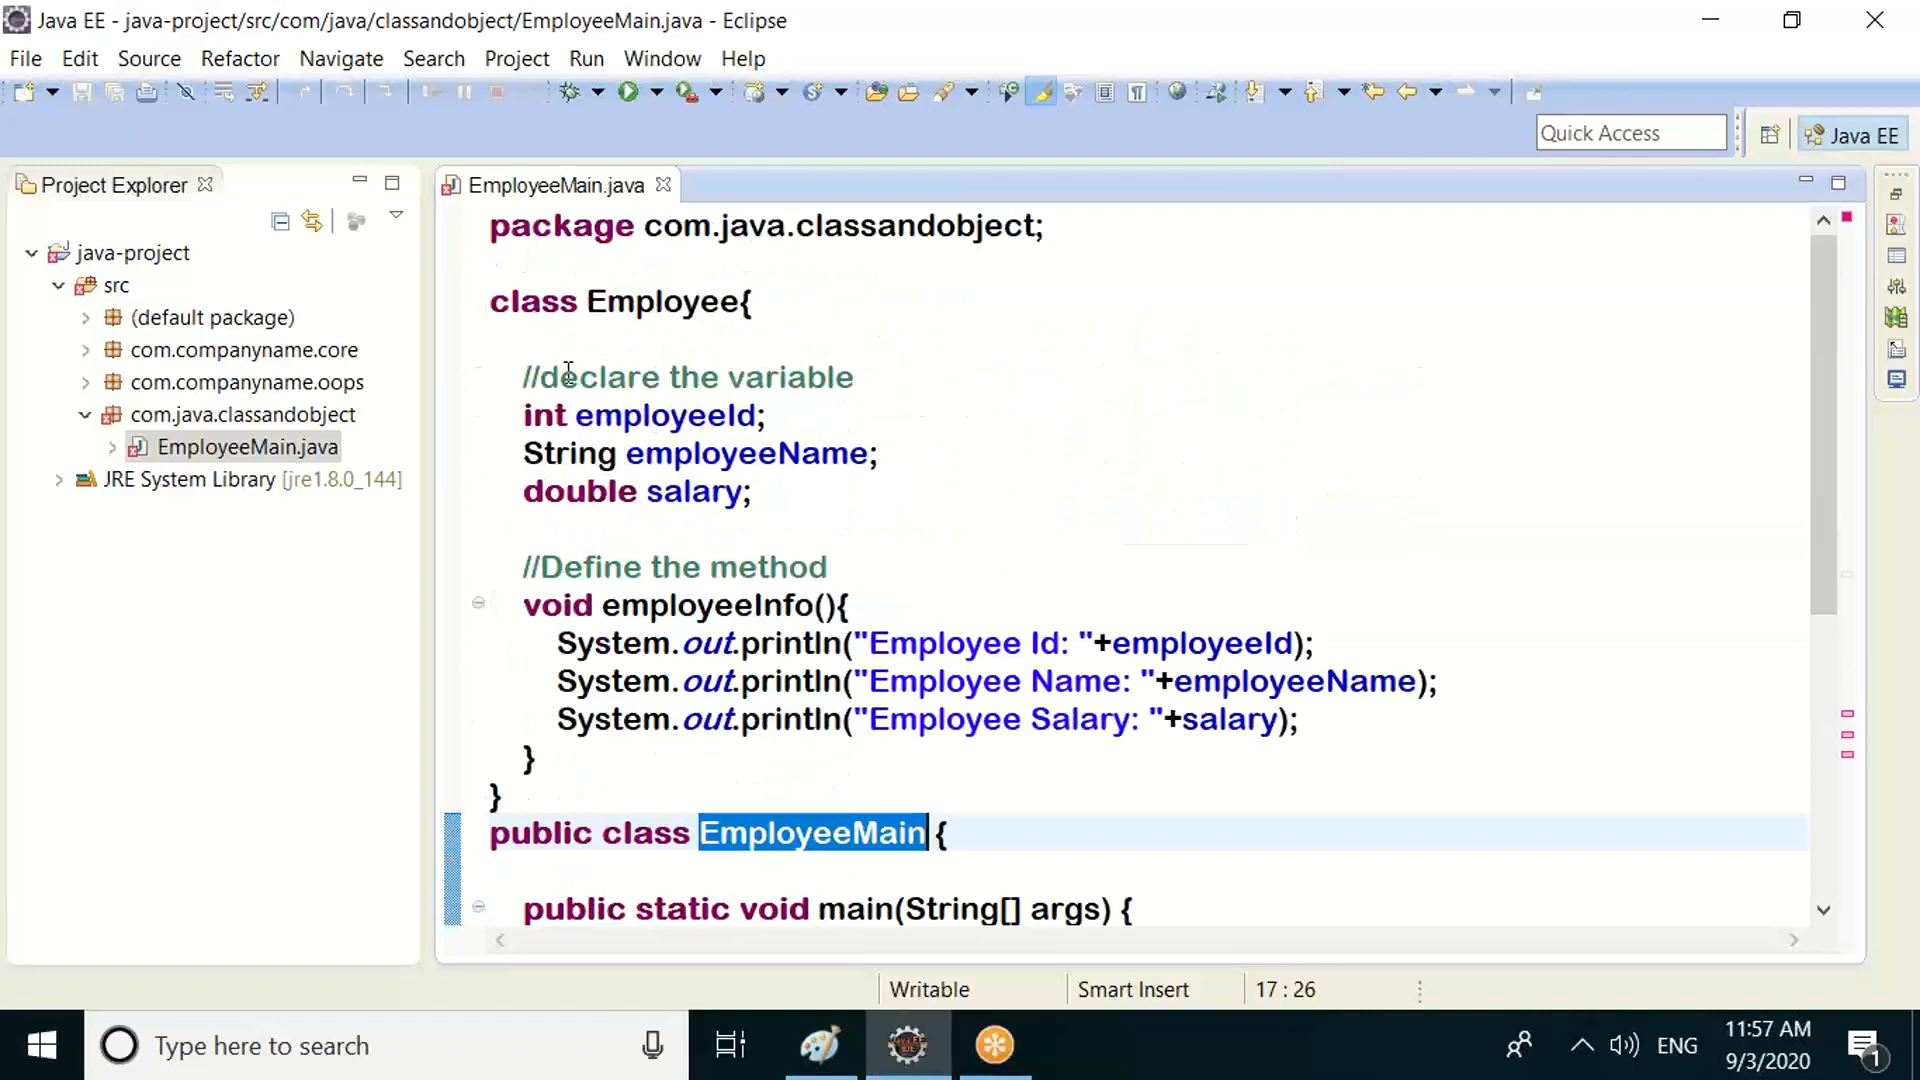 Java EE - java-project/src/com/java/classandobject/EmployeeMain.java - Eclipse
File Edit Source Refactor Navigate Search Project Run Window Help
Quick Access
Java EE
Project Explorer
java-project
src
(default package)
com.companyname.core
com.companyname.oops
com.java.classandobject
EmployeeMain.java
JRE System Library [jre1.8.0_144]
EmployeeMain.java
package com.java.classandobject;
class Employee{
//declare the variable
int employeeId;
String employeeName;
double salary;
//Define the method
void employeeInfo(){
System.out.println("Employee Id: "+employeeId);
System.out.println("Employee Name: "+employeeName);
System.out.println("Employee Salary: "+salary);
}
}
public class EmployeeMain {
public static void main(String[] args) {
Writable Smart Insert 17 : 26
Type here to search
ENG
11:57 AM
9/3/2020
1